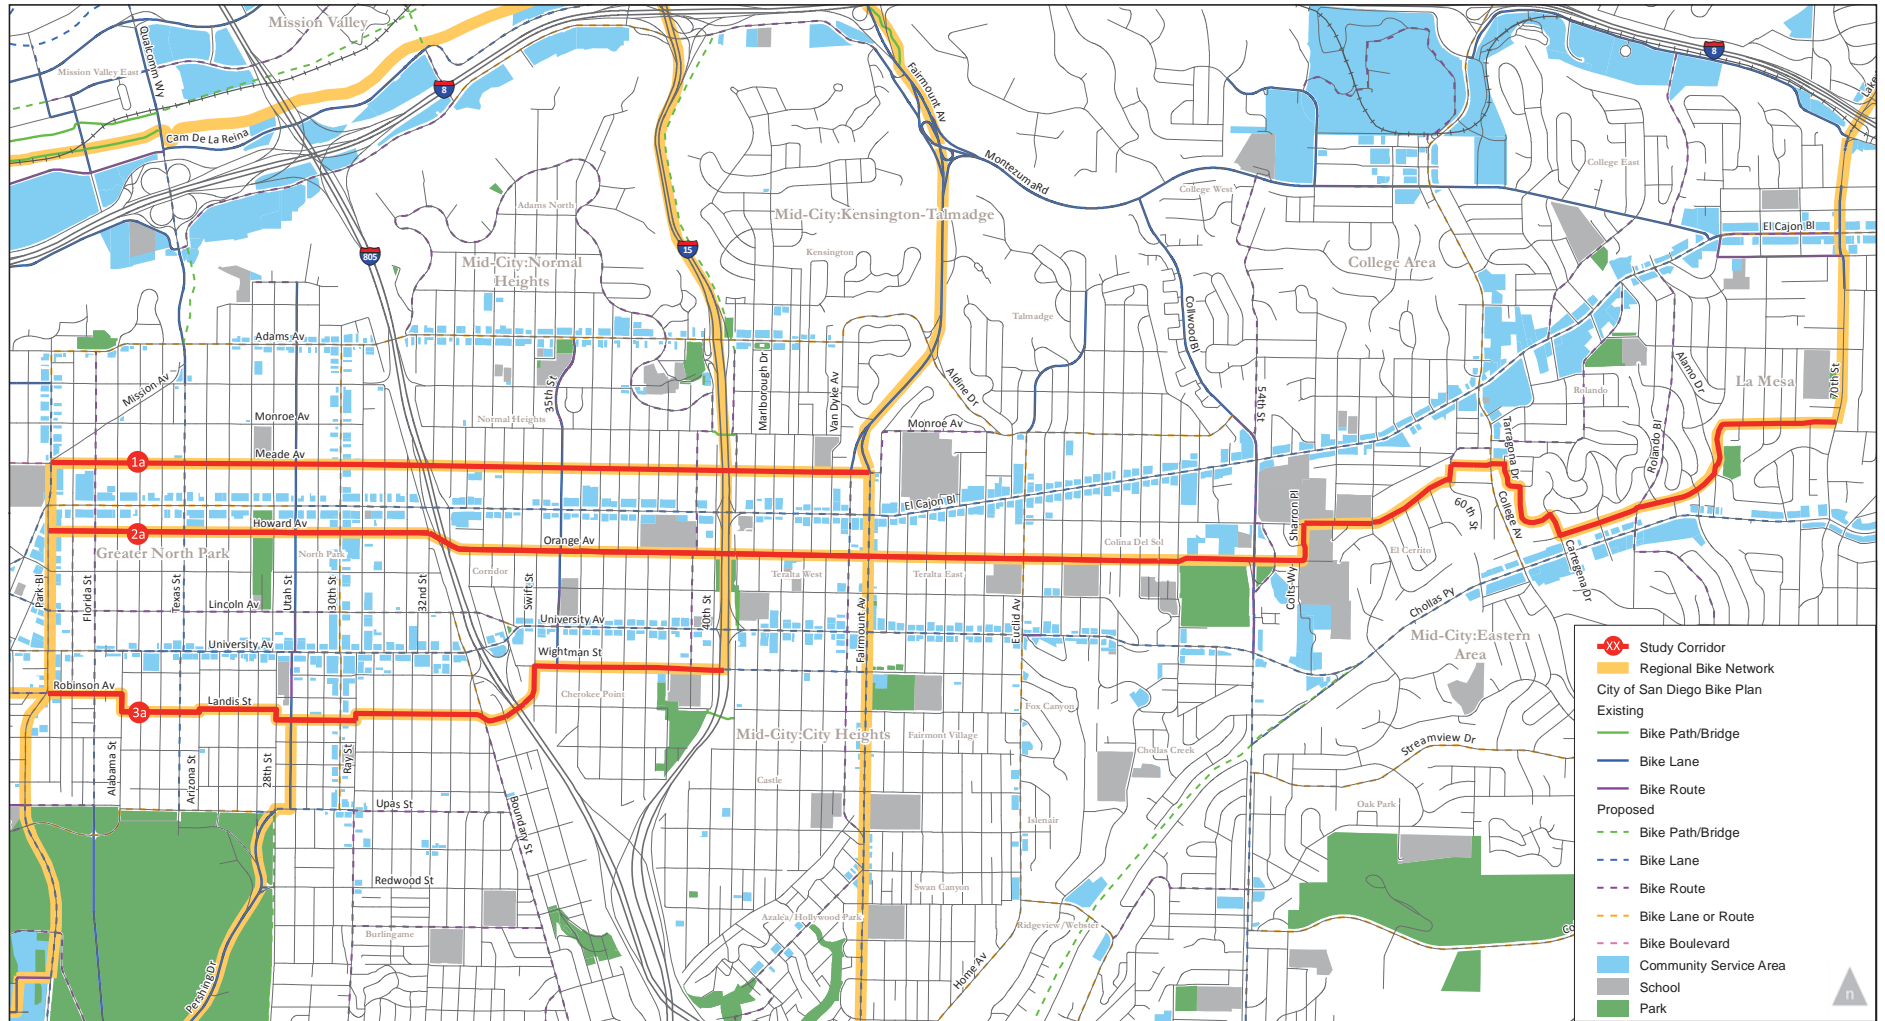 Mission Valley
Mission Valley East
Qualcomm Wy
8
8
Cam De La Reina
Fairmount Av
Montezuma Rd
College West
College East
Lake
Adams North
Mid-City:Kensington-Talmadge
Kensington
805
15
Mid-City:Normal
Heights
College Area
El Cajon Bl
Talmadge
Collwood Bl
Adams Av
Mission Av
35th St
Marlborough Dr
Van Dyke Av
Aldine Dr
54th St
Rolando
Alamo Dr
La Mesa
70th St
Monroe Av
Normal Heights
Monroe Av
Meade Av
1a
Tarragona Dr
Rolando Bl
El Cajon Bl
Sharron Pl
60th St
College Av
Howard Av
2a
Orange Av
Greater North Park
North Park
Corridor
Teralta West
Teralta East
Colina Del Sol
El Cerrito
Cartegena Dr
Park Bl
Florida St
Texas St
Utah St
30th St
32nd St
Swift St
40th St
Fairmount Av
Euclid Av
Colts Wy
Chollas Py
Lincoln Av
University Av
University Av
Wightman St
Mid-City:Eastern
Area
Robinson Av
Landis St
3a
Cherokee Point
Fox Canyon
Mid-City:City Heights
Fairmont Village
Chollas Creek
Streamview Dr
Alabama St
Arizona St
28th St
Ray St
Castle
Upas St
Boundary St
Islenair
Oak Park
Redwood St
Swan Canyon
Azalea/Hollywood Park
Ridgeview/Webster
Burlingame
Home Av
Pershing Dr
Co
XX
Study Corridor
Regional Bike Network
City of San Diego Bike Plan
Existing
Bike Path/Bridge
Bike Lane
Bike Route
Proposed
Bike Path/Bridge
Bike Lane
Bike Route
Bike Lane or Route
Bike Boulevard
Community Service Area
School
Park
n